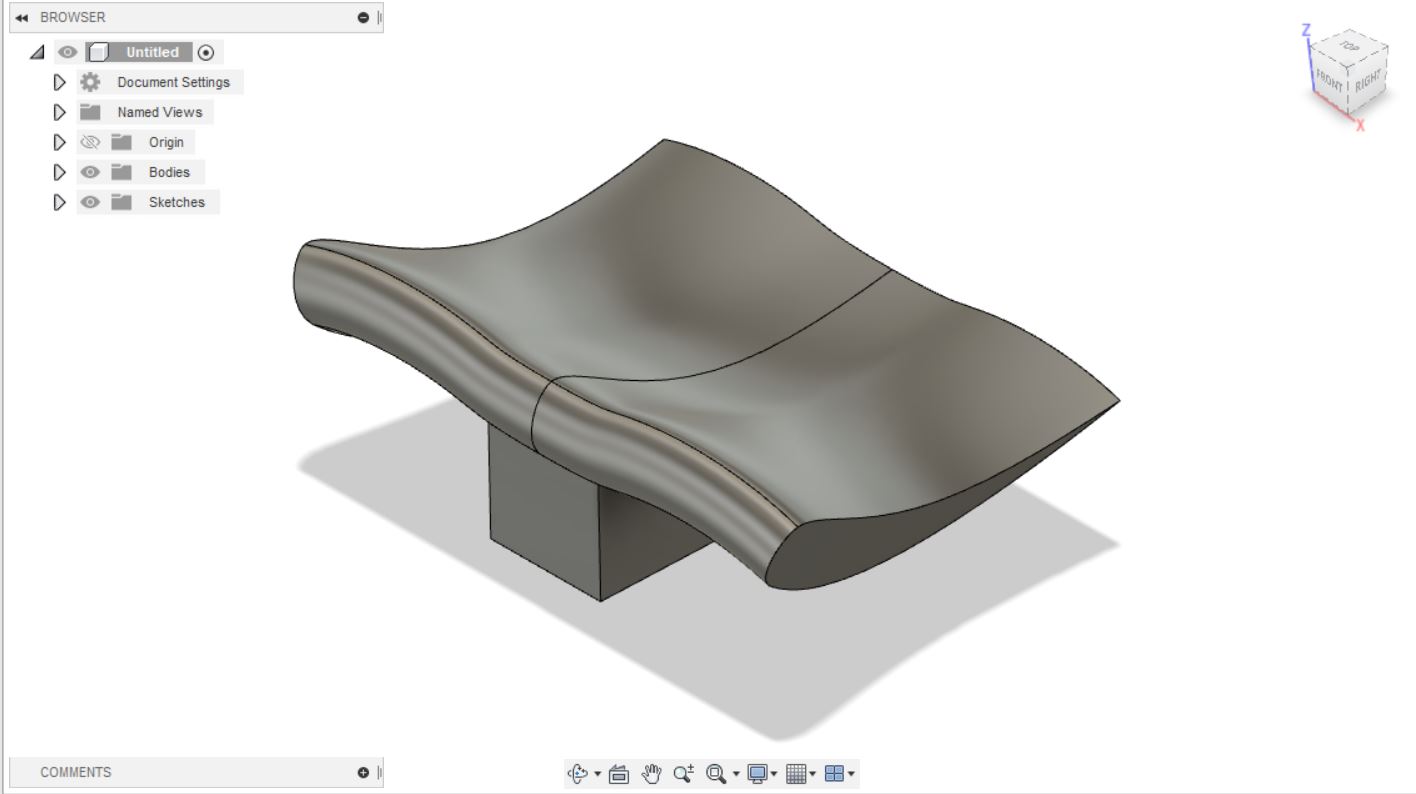 BROWSER
Untitled
Document Settings
Named Views
Origin
Bodies
Sketches
Z
TOP
FRONT
RIGHT
X
COMMENTS